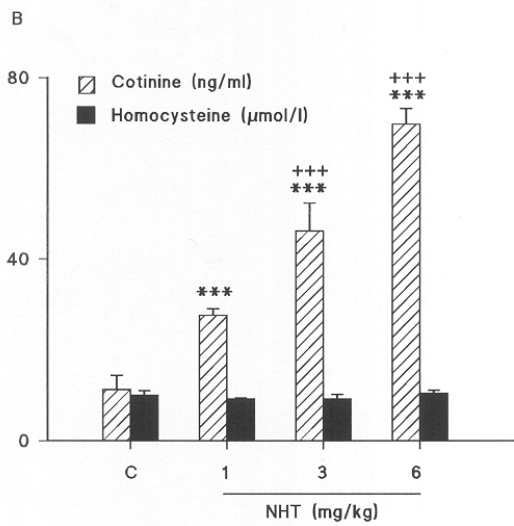 B
80
Cotinine (ng/ml)
Homocysteine (µmol/l)
+++
***
+++
***
***
40
0
C 1 3 6
NHT (mg/kg)